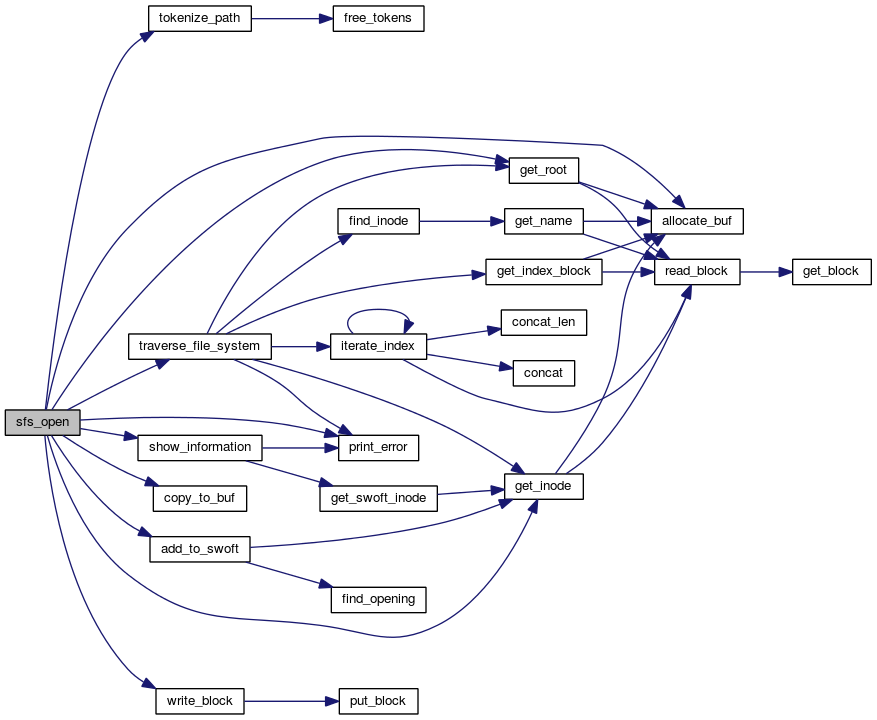 tokenize_path
free_tokens
get_root
find_inode
get_name
allocate_buf
get_index_block
read_block
get_block
concat_len
traverse_file_system
iterate_index
concat
sfs_open
show_information
print_error
copy_to_buf
get_swoft_inode
get_inode
add_to_swoft
find_opening
write_block
put_block